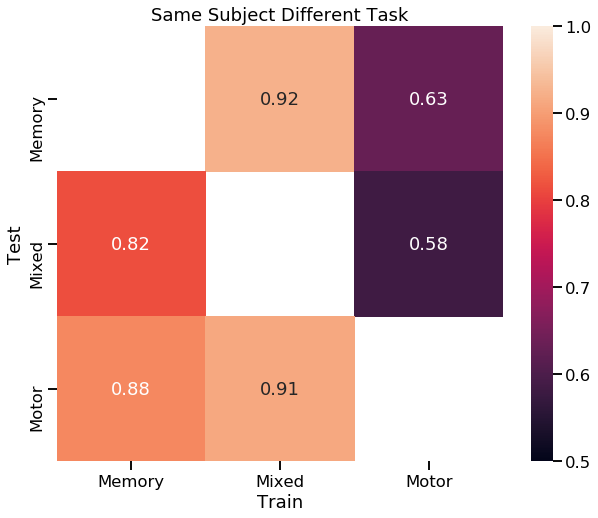 Same Subject Different Task
Test
Memory
Mixed
Motor
0.92
0.63
0.82
0.58
0.88
0.91
Memory
Mixed
Motor
Train
1.0
0.9
0.8
0.7
0.6
0.5